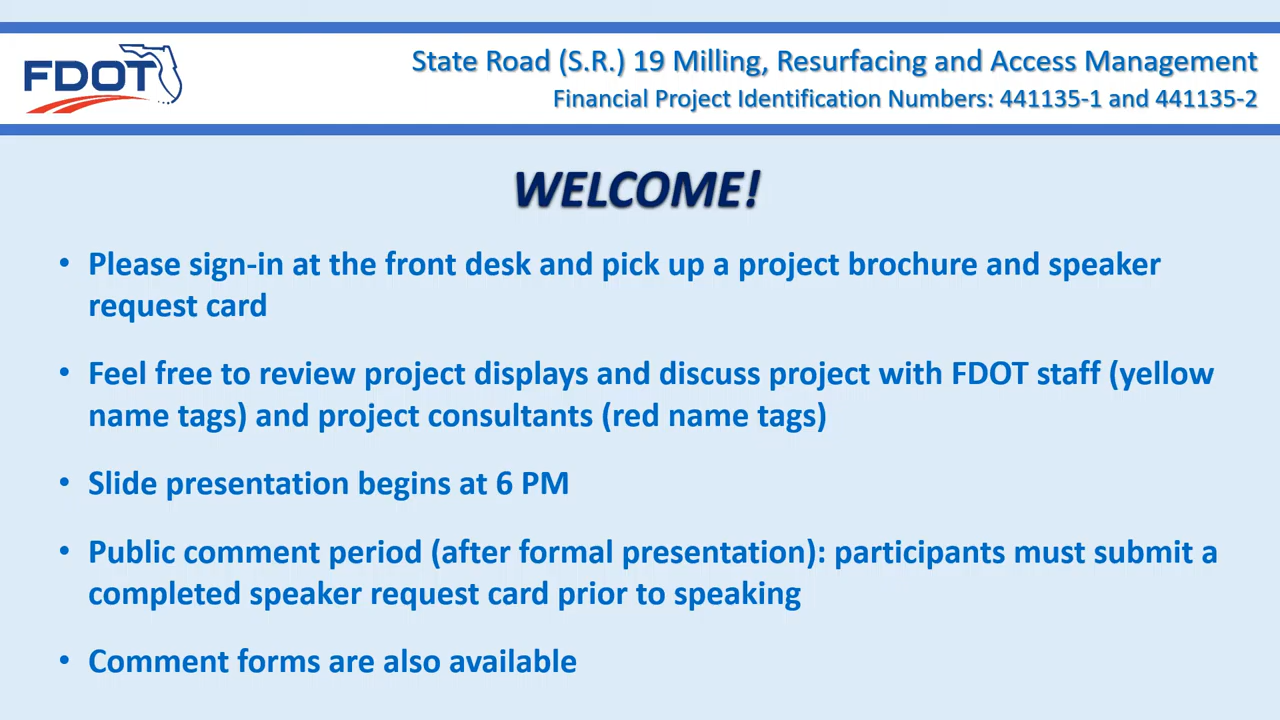 FDOT
State Road (S.R.) 19 Milling, Resurfacing and Access Management
Financial Project Identification Numbers: 441135-1 and 441135-2
WELCOME!
• Please sign-in at the front desk and pick up a project brochure and speaker
request card
• Feel free to review project displays and discuss project with FDOT staff (yellow
name tags) and project consultants (red name tags)
• Slide presentation begins at 6 PM
• Public comment period (after formal presentation): participants must submit a
completed speaker request card prior to speaking
• Comment forms are also available